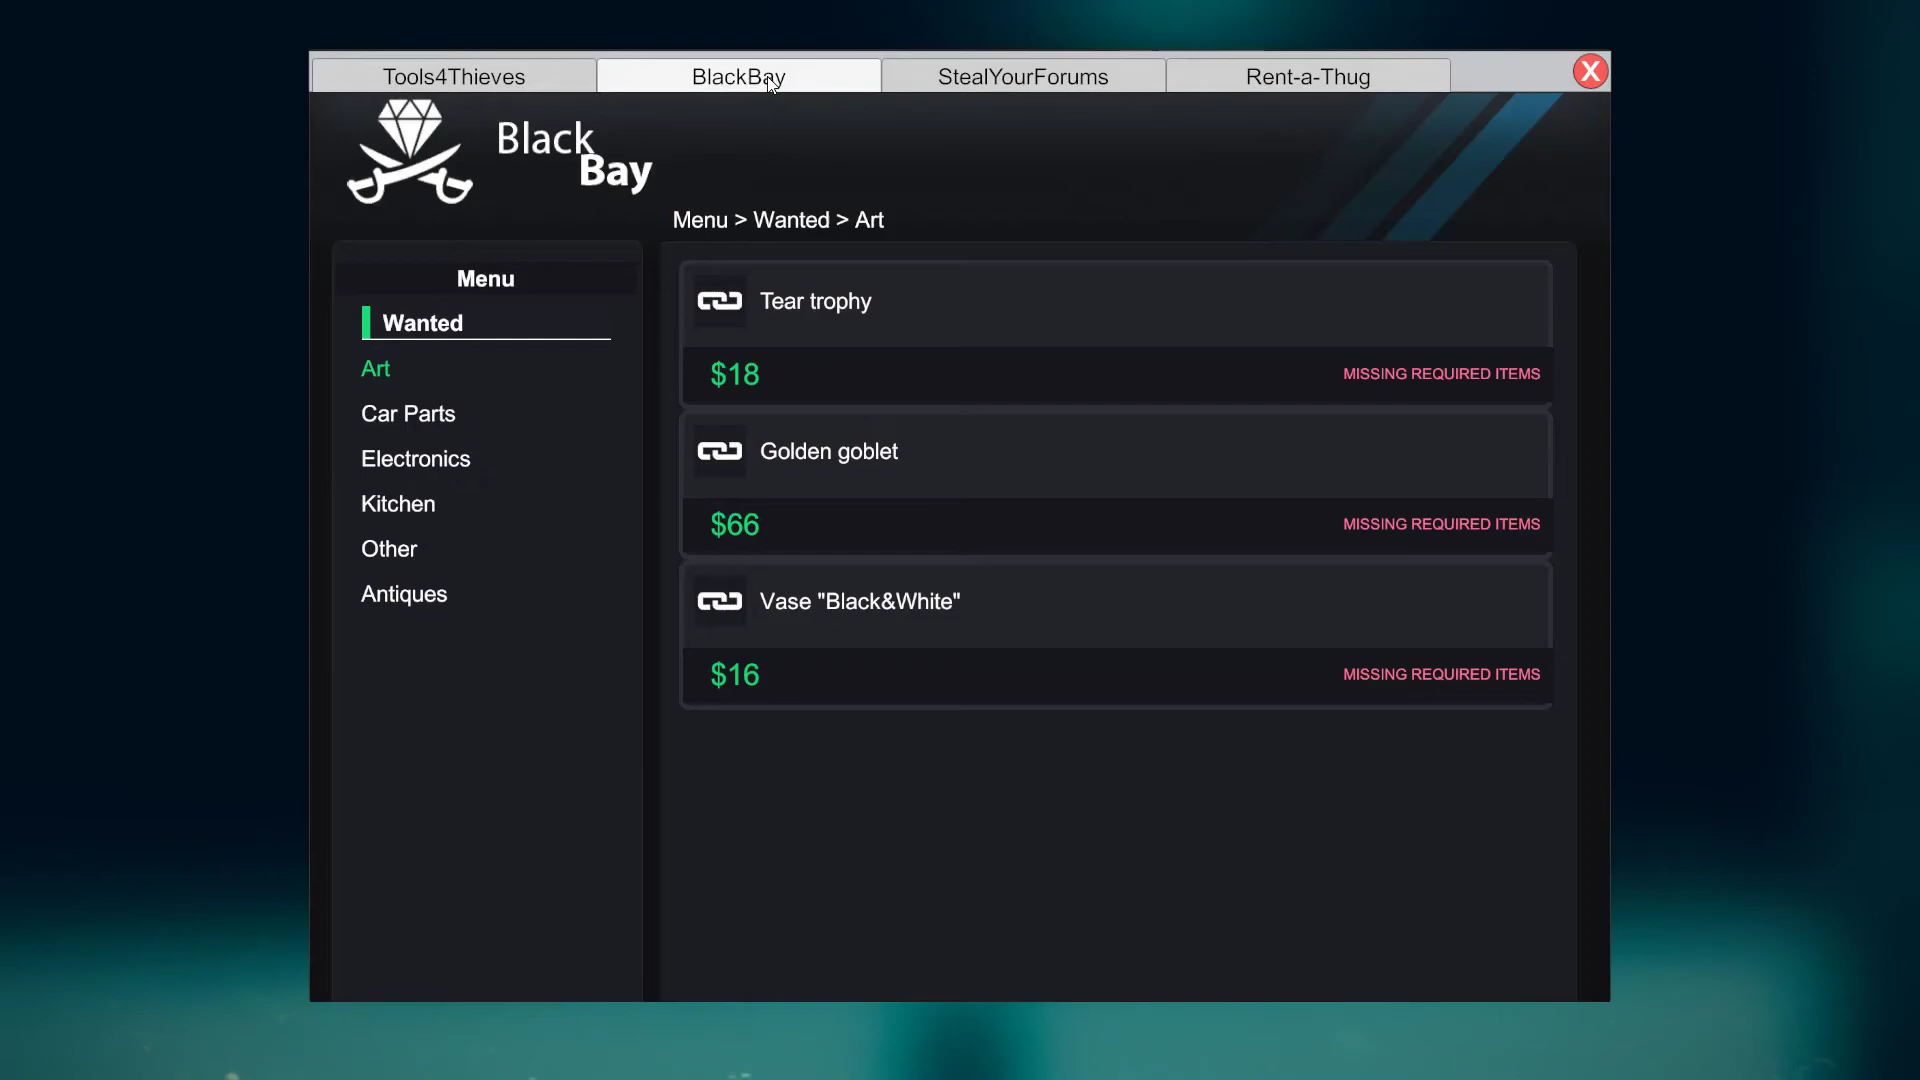 Tools4Thieves
BlackBay
StealYourForums
Rent-a-Thug
X
Black
Bay
Menu > Wanted > Art
Menu
Wanted
Art
Car Parts
Electronics
Kitchen
Other
Antiques
Tear trophy
$18
MISSING REQUIRED ITEMS
Golden goblet
$66
MISSING REQUIRED ITEMS
Vase "Black&White"
$16
MISSING REQUIRED ITEMS